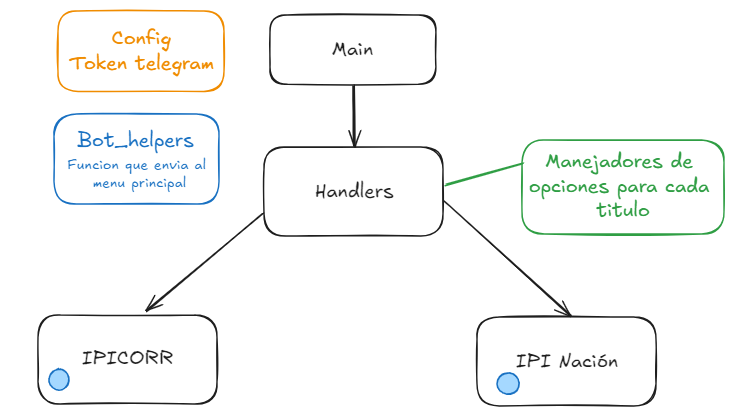 Config
Token telegram
Main
Bot_helpers
Funcion que envia al
menu principal
Handlers
Manejadores de
opciones para cada
titulo
IPICORR
IPI Nación